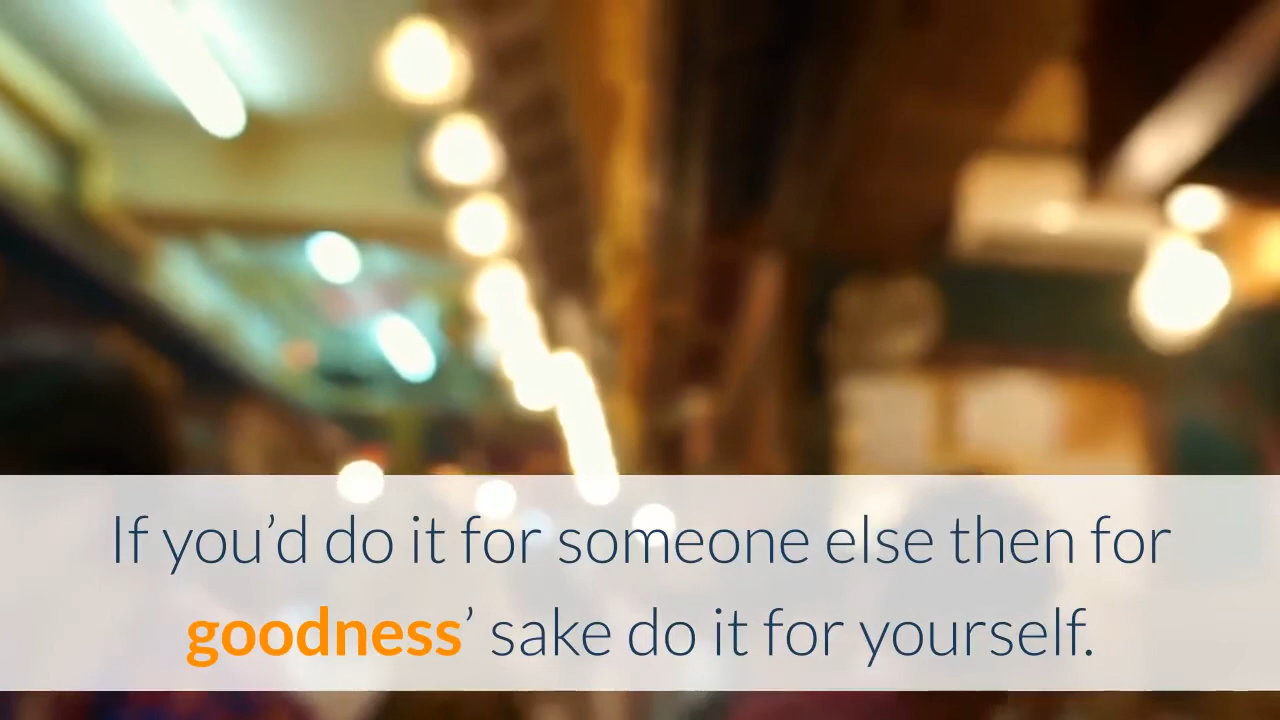 If you’d do it for someone else then for
goodness’ sake do it for yourself.